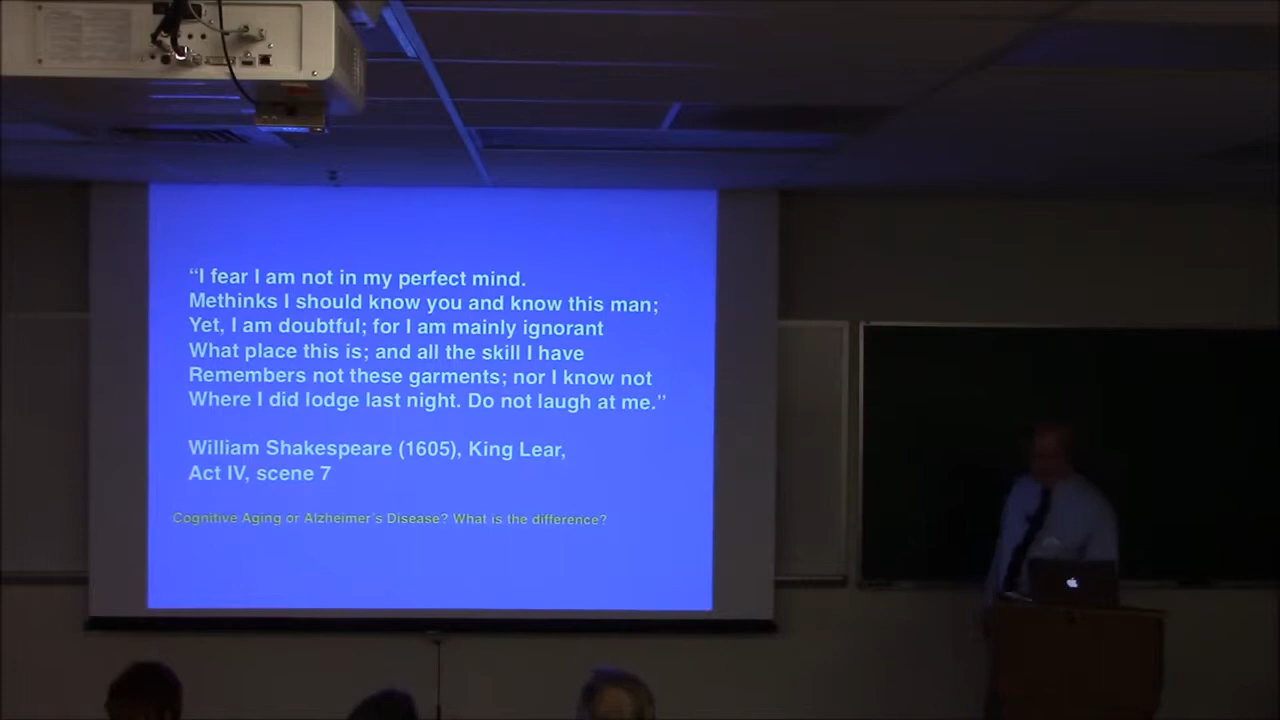 “I fear I am not in my perfect mind.
Methinks I should know you and know this man;
Yet, I am doubtful; for I am mainly ignorant
What place this is; and all the skill I have
Remembers not these garments; nor I know not
Where I did lodge last night. Do not laugh at me.”
William Shakespeare (1605), King Lear,
Act IV, scene 7
Cognitive Aging or Alzheimer’s Disease? What is the difference?